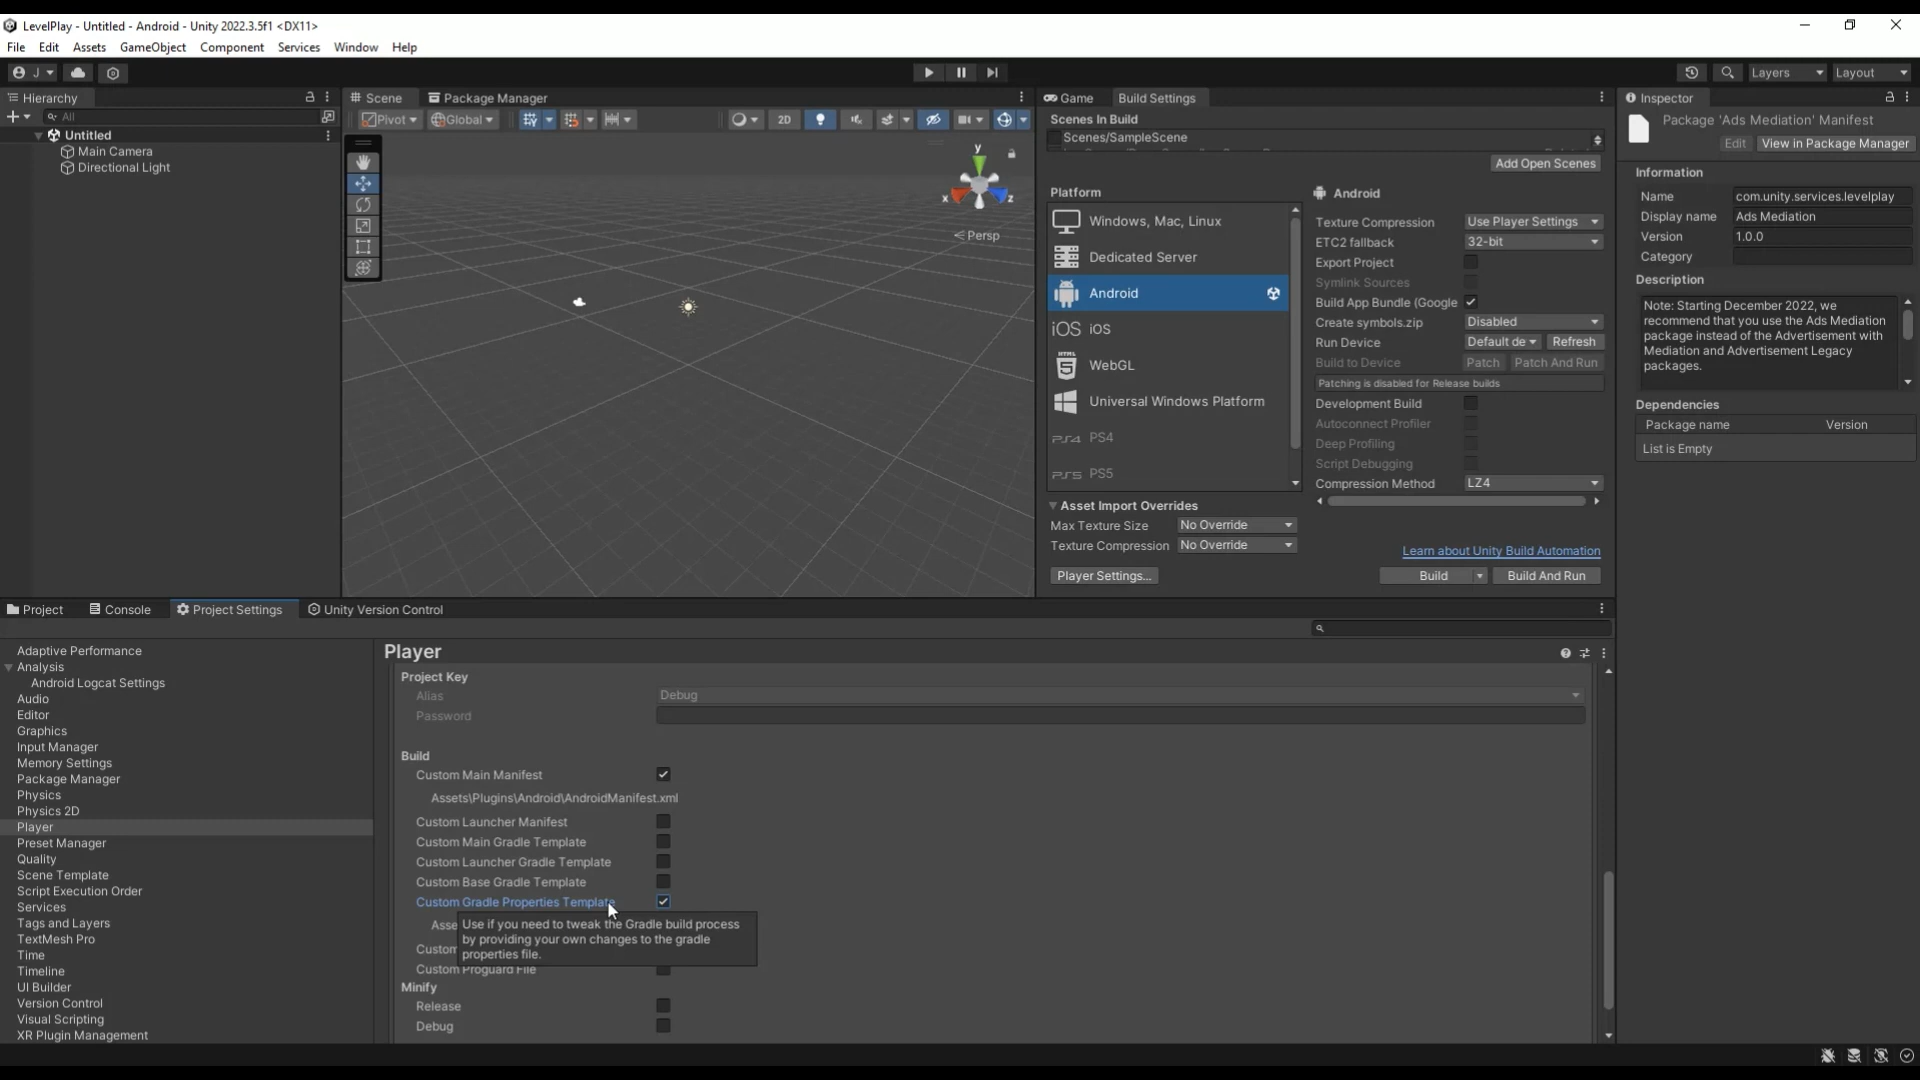 LevelPlay - Untitled - Android - Unity 2022.3.5f1 <DX11>
File Edit Assets GameObject Component Services Window Help
J Layers Layout
Hierarchy
All
Untitled
Main Camera
Directional Light
Scene Package Manager
Pivot Global 2D
y
x z
Persp
Game Build Settings
Scenes In Build
Scenes/SampleScene
Add Open Scenes
Platform
Windows, Mac, Linux
Dedicated Server
Android
iOS iOS
HTML 5 WebGL
Universal Windows Platform
PS4 PS4
PS5 PS5
Android
Texture Compression Use Player Settings
ETC2 fallback 32-bit
Export Project
Symlink Sources
Build App Bundle (Google
Create symbols.zip Disabled
Run Device Default de Refresh
Build to Device Patch Patch And Run
Patching is disabled for Release builds
Development Build
Autoconnect Profiler
Deep Profiling
Script Debugging
Compression Method LZ4
Asset Import Overrides
Max Texture Size No Override
Texture Compression No Override
Learn about Unity Build Automation
Player Settings... Build Build And Run
Inspector
Package 'Ads Mediation' Manifest
Edit View in Package Manager
Information
Name com.unity.services.levelplay
Display name Ads Mediation
Version 1.0.0
Category
Description
Note: Starting December 2022, we
recommend that you use the Ads Mediation
package instead of the Advertisement with
Mediation and Advertisement Legacy
packages.
Dependencies
Package name Version
List is Empty
Project Console Project Settings Unity Version Control
Adaptive Performance
Analysis
Android Logcat Settings
Audio
Editor
Graphics
Input Manager
Memory Settings
Package Manager
Physics
Physics 2D
Player
Preset Manager
Quality
Scene Template
Script Execution Order
Services
Tags and Layers
TextMesh Pro
Time
Timeline
UI Builder
Version Control
Visual Scripting
XR Plugin Management
Player
Project Key
Alias Debug
Password
Build
Custom Main Manifest
Assets\Plugins\Android\AndroidManifest.xml
Custom Launcher Manifest
Custom Main Gradle Template
Custom Launcher Gradle Template
Custom Base Gradle Template
Custom Gradle Properties Template
Asse
Use if you need to tweak the Gradle build process
by providing your own changes to the gradle
properties file.
Custom
Custom Proguard File
Minify
Release
Debug